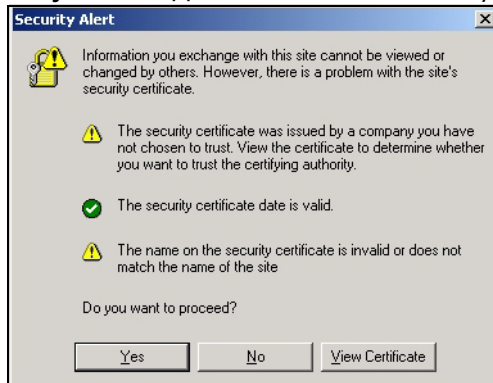 Security Alert
Information you exchange with this site cannot be viewed or
changed by others. However, there is a problem with the site's
security certificate.
The security certificate was issued by a company you have
not chosen to trust. View the certificate to determine whether
you want to trust the certifying authority.
The security certificate date is valid.
The name on the security certificate is invalid or does not
match the name of the site
Do you want to proceed?
Yes No View Certificate